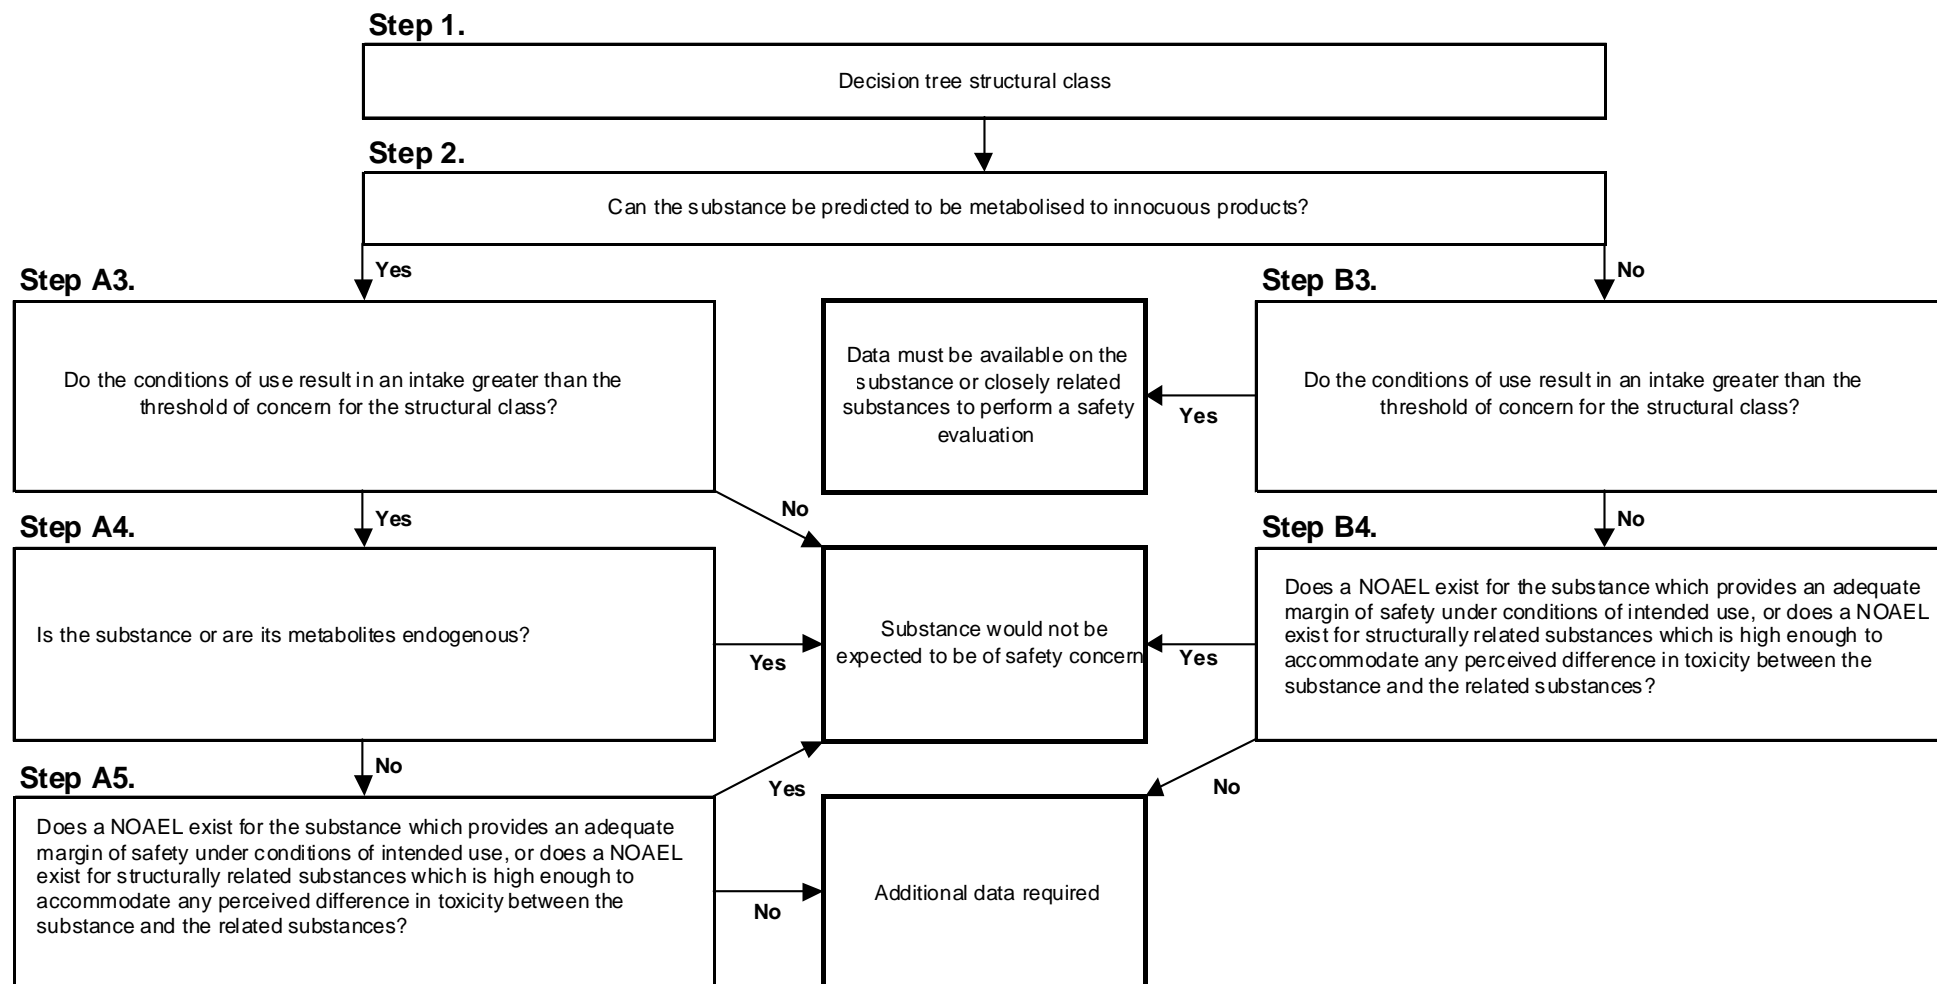 Step 1.
Decision tree structural class
Step 2.
Can the substance be predicted to be metabolised to innocuous products?
Yes
No
Step A3.
Do the conditions of use result in an intake greater than the
threshold of concern for the structural class?
Data must be available on the
substance or closely related
substances to perform a safety
evaluation
Yes
Step B3.
Do the conditions of use result in an intake greater than the
threshold of concern for the structural class?
Yes
No
No
Step A4.
Is the substance or are its metabolites endogenous?
Yes
Substance would not be
expected to be of safety concern
Yes
Step B4.
Does a NOAEL exist for the substance which provides an adequate
margin of safety under conditions of intended use, or does a NOAEL
exist for structurally related substances which is high enough to
accommodate any perceived difference in toxicity between the
substance and the related substances?
No
Yes
No
Step A5.
Does a NOAEL exist for the substance which provides an adequate
margin of safety under conditions of intended use, or does a NOAEL
exist for structurally related substances which is high enough to
accommodate any perceived difference in toxicity between the
substance and the related substances?
No
Additional data required